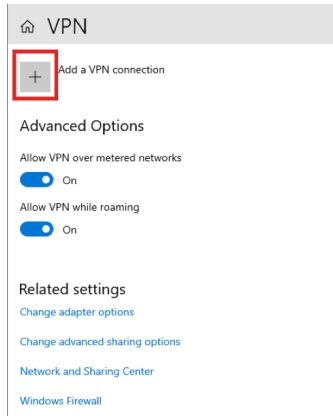 VPN
Add a VPN connection
Advanced Options
Allow VPN over metered networks
On
Allow VPN while roaming
On
Related settings
Change adapter options
Change advanced sharing options
Network and Sharing Center
Windows Firewall